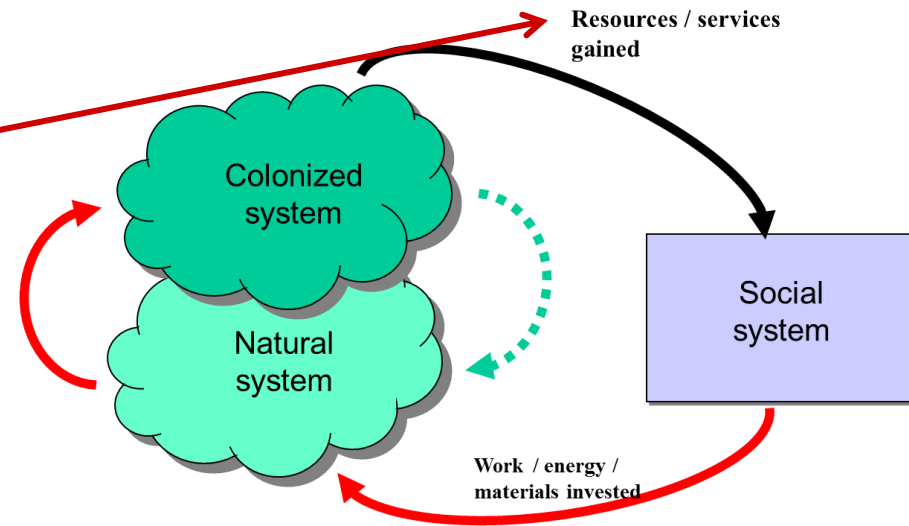 Resources / services
gained
Colonized
system
Social
system
Natural
system
Work / energy /
materials invested